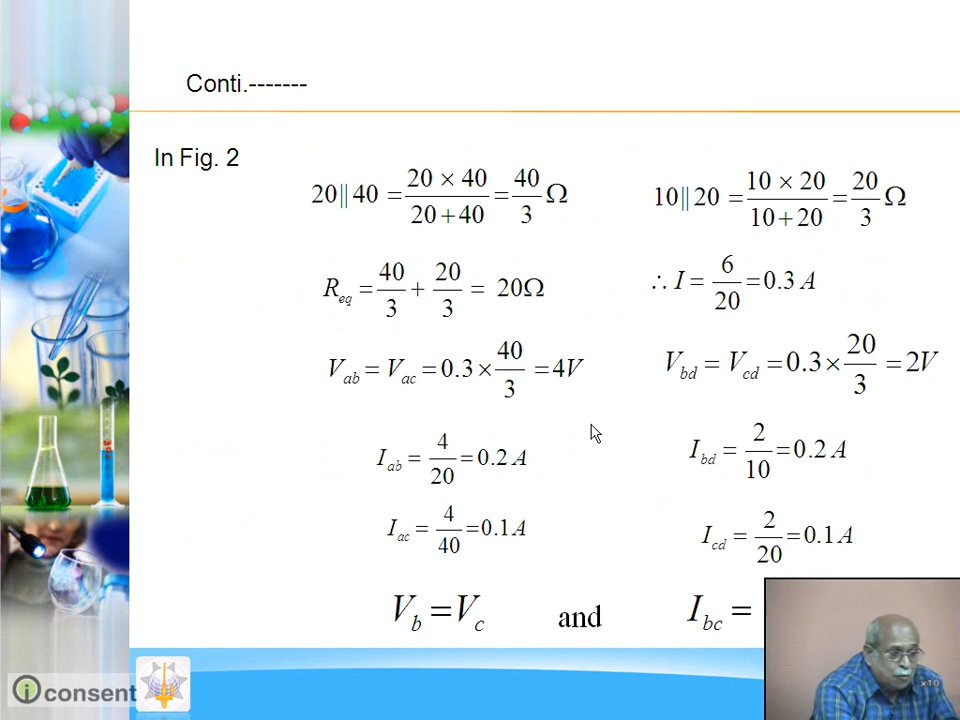 Conti.-------
In Fig. 2
20||40 = 20 × 40 / 20+40 = 40/3 Ω
10||20 = 10 × 20 / 10+20 = 20/3 Ω
R_eq = 40/3 + 20/3 = 20Ω
∴ I = 6/20 = 0.3 A
V_ab = V_ac = 0.3 × 40/3 = 4V
V_bd = V_cd = 0.3 × 20/3 = 2V
I_ab = 4/20 = 0.2 A
I_bd = 2/10 = 0.2 A
I_ac = 4/40 = 0.1 A
I_cd = 2/20 = 0.1 A
V_b = V_c and I_bc =
i consent
x10